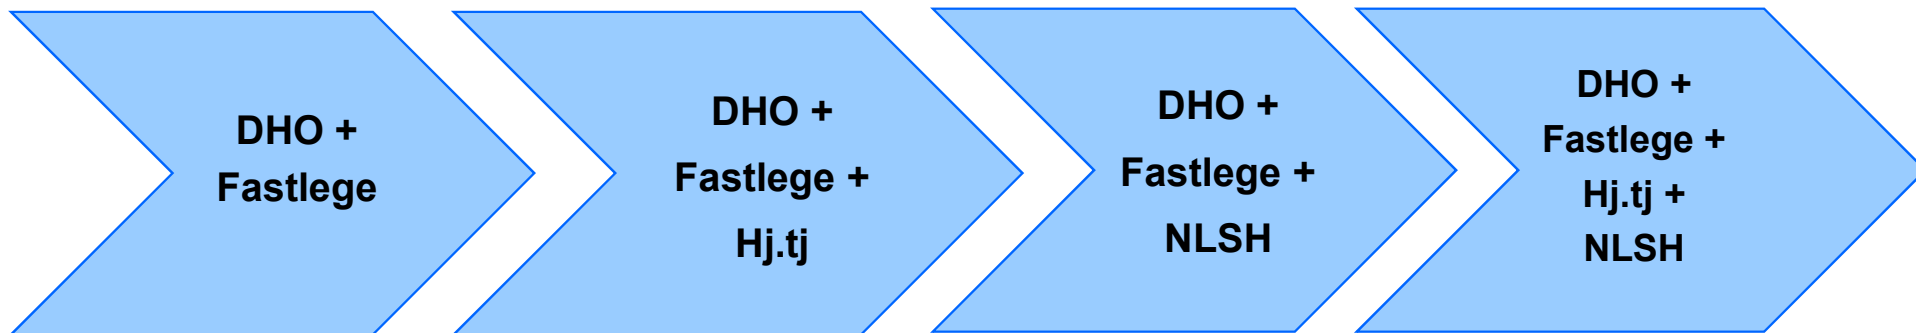 DHO +
Fastlege
DHO +
Fastlege +
Hj.tj
DHO +
Fastlege +
NLSH
DHO +
Fastlege +
Hj.tj +
NLSH